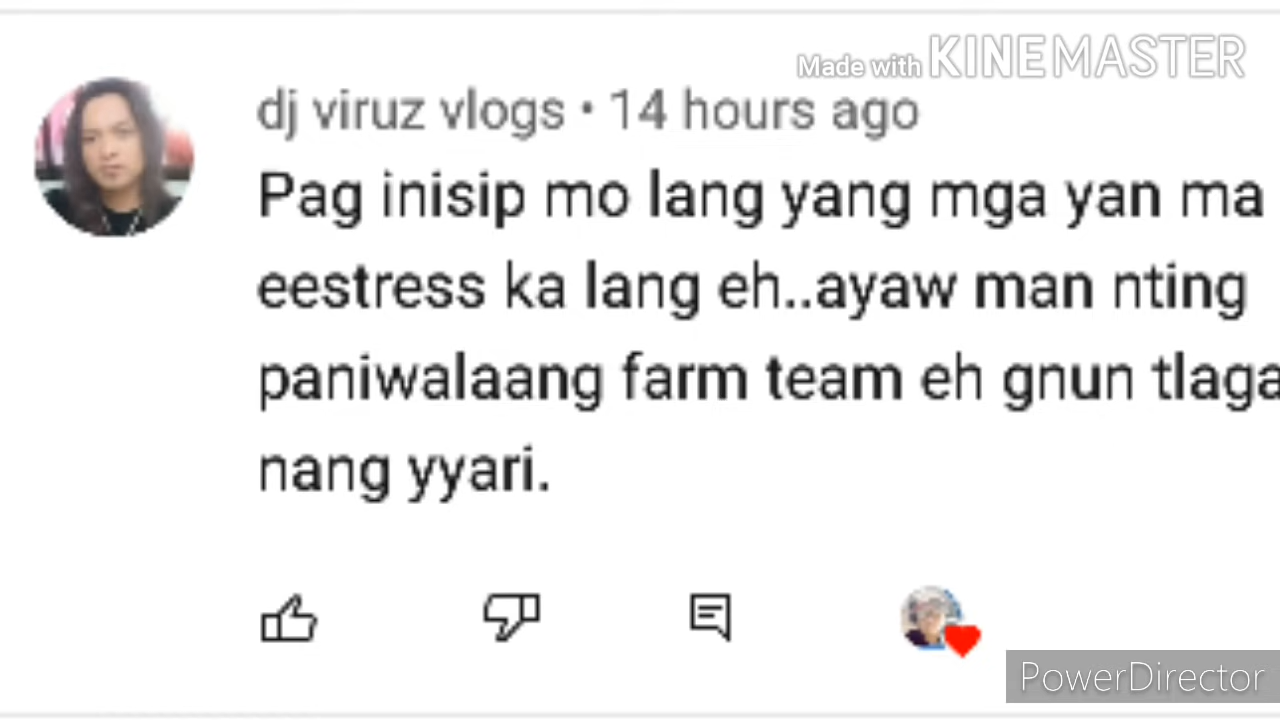 Made with KINEMASTER
dj viruz vlogs • 14 hours ago
Pag inisip mo lang yang mga yan ma
eestress ka lang eh..ayaw man nting
paniwalaang farm team eh gnun tlaga
nang yyari.
PowerDirector